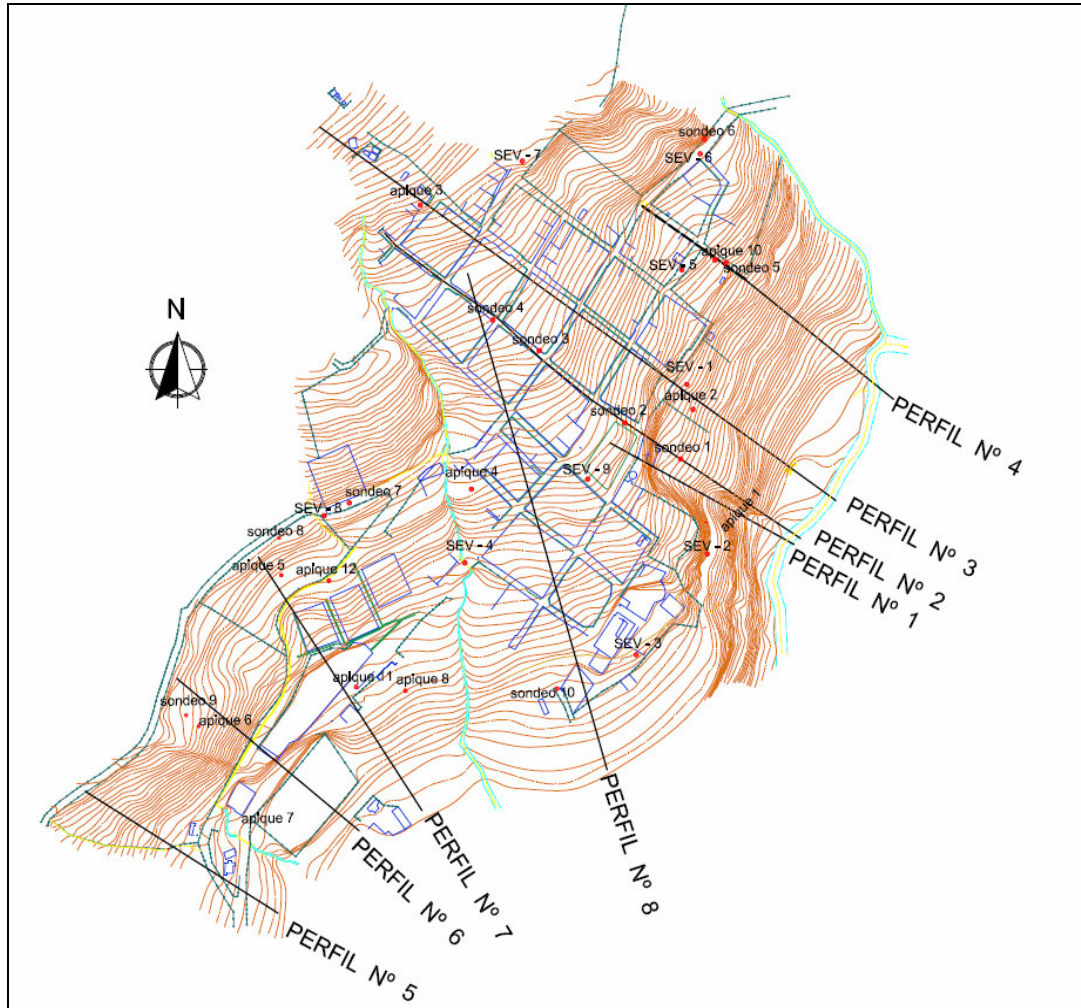 sondeo 6
SEV - 7
SEV - 6
apique 3
N
apique 10
SEV - 5
sondeo 5
sondeo 4
sondeo 3
SEV - 1
apique 2
PERFIL Nº 4
sondeo 2
sondeo 1
SEV - 9
apique 4
sondeo 7
SEV - 8
apique 1
PERFIL Nº 3
PERFIL Nº 2
PERFIL Nº 1
sondeo 8
SEV - 4
SEV - 2
apique 5
apique 12
SEV - 3
apique 11
apique 8
sondeo 10
sondeo 9
apique 6
apique 7
PERFIL Nº 8
PERFIL Nº 7
PERFIL Nº 6
PERFIL Nº 5